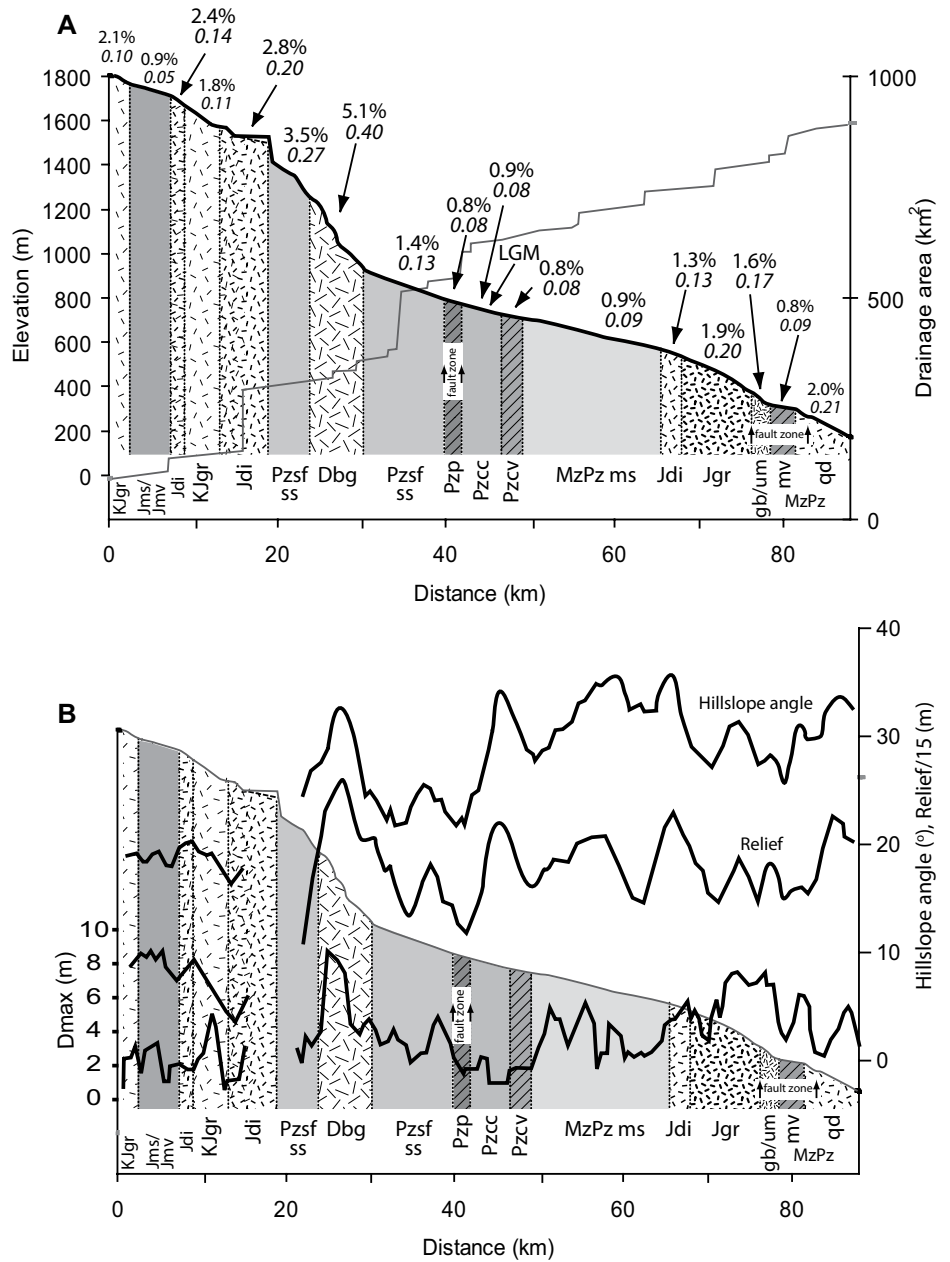 A
2.1%
0.10
0.9%
0.05
2.4%
0.14
1.8%
0.11
2.8%
0.20
3.5%
0.27
5.1%
0.40
1.4%
0.13
0.8%
0.08
0.9%
0.08
LGM
0.8%
0.08
0.9%
0.09
1.3%
0.13
1.9%
0.20
1.6%
0.17
0.8%
0.09
2.0%
0.21
1800
1600
1400
1200
1000
800
600
400
200
0
Elevation (m)
1000
500
0
Drainage area (km²)
fault zone
fault zone
KJgr
Jms/
Jmv
Jdi
KJgr
Jdi
Pzsf
ss
Dbg
Pzsf
ss
Pzp
Pzcc
Pzcv
MzPz ms
Jdi
Jgr
gb/um
mv
qd
MzPz
0
20
40
60
80
Distance (km)
B
Hillslope angle
Relief
40
30
20
10
0
Hillslope angle (º), Relief/15 (m)
10
8
6
4
2
0
Dmax (m)
fault zone
fault zone
KJgr
Jms/
Jmv
Jdi
KJgr
Jdi
Pzsf
ss
Dbg
Pzsf
ss
Pzp
Pzcc
Pzcv
MzPz ms
Jdi
Jgr
gb/um
mv
qd
MzPz
0
20
40
60
80
Distance (km)